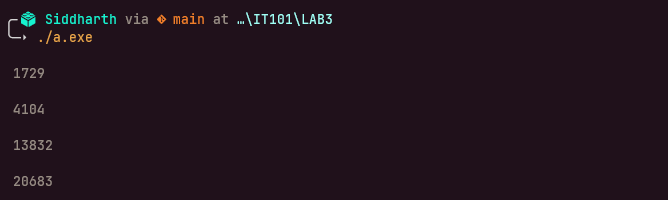 Siddharth via main at …\IT101\LAB3
./a.exe
1729
4104
13832
20683